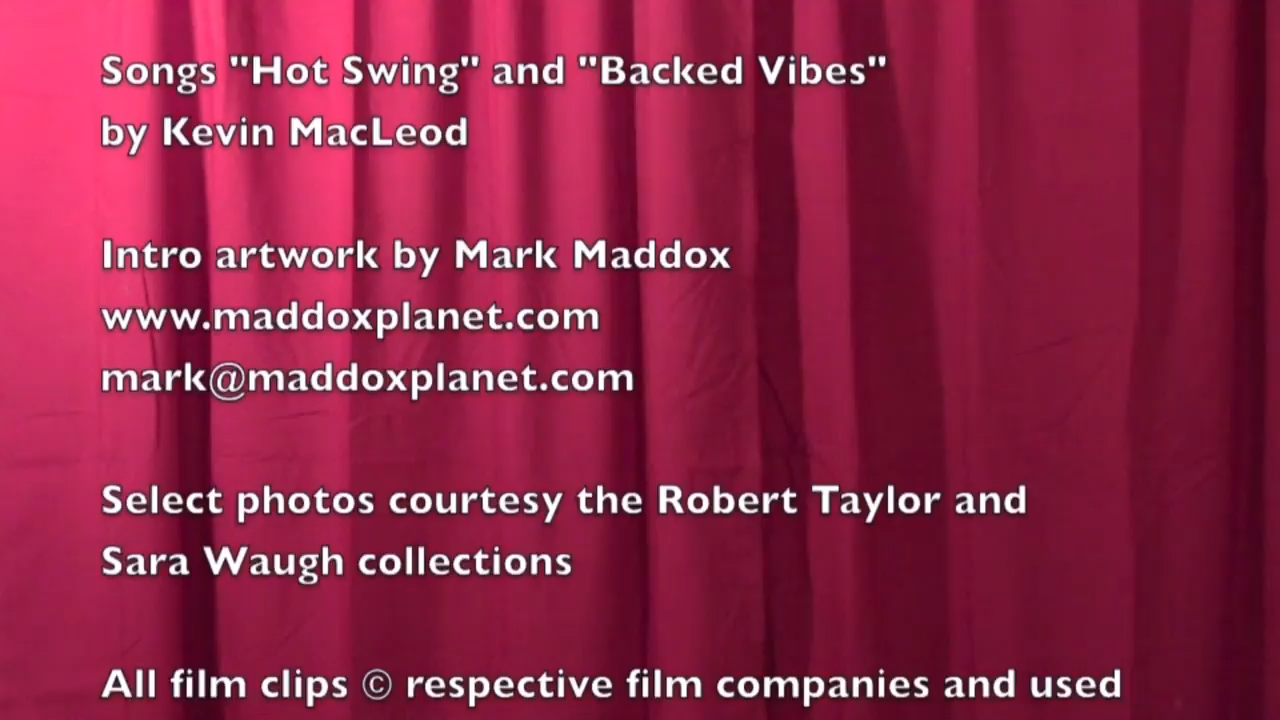 Songs "Hot Swing" and "Backed Vibes"
by Kevin MacLeod
Intro artwork by Mark Maddox
www.maddoxplanet.com
mark@maddoxplanet.com
Select photos courtesy the Robert Taylor and
Sara Waugh collections
All film clips © respective film companies and used